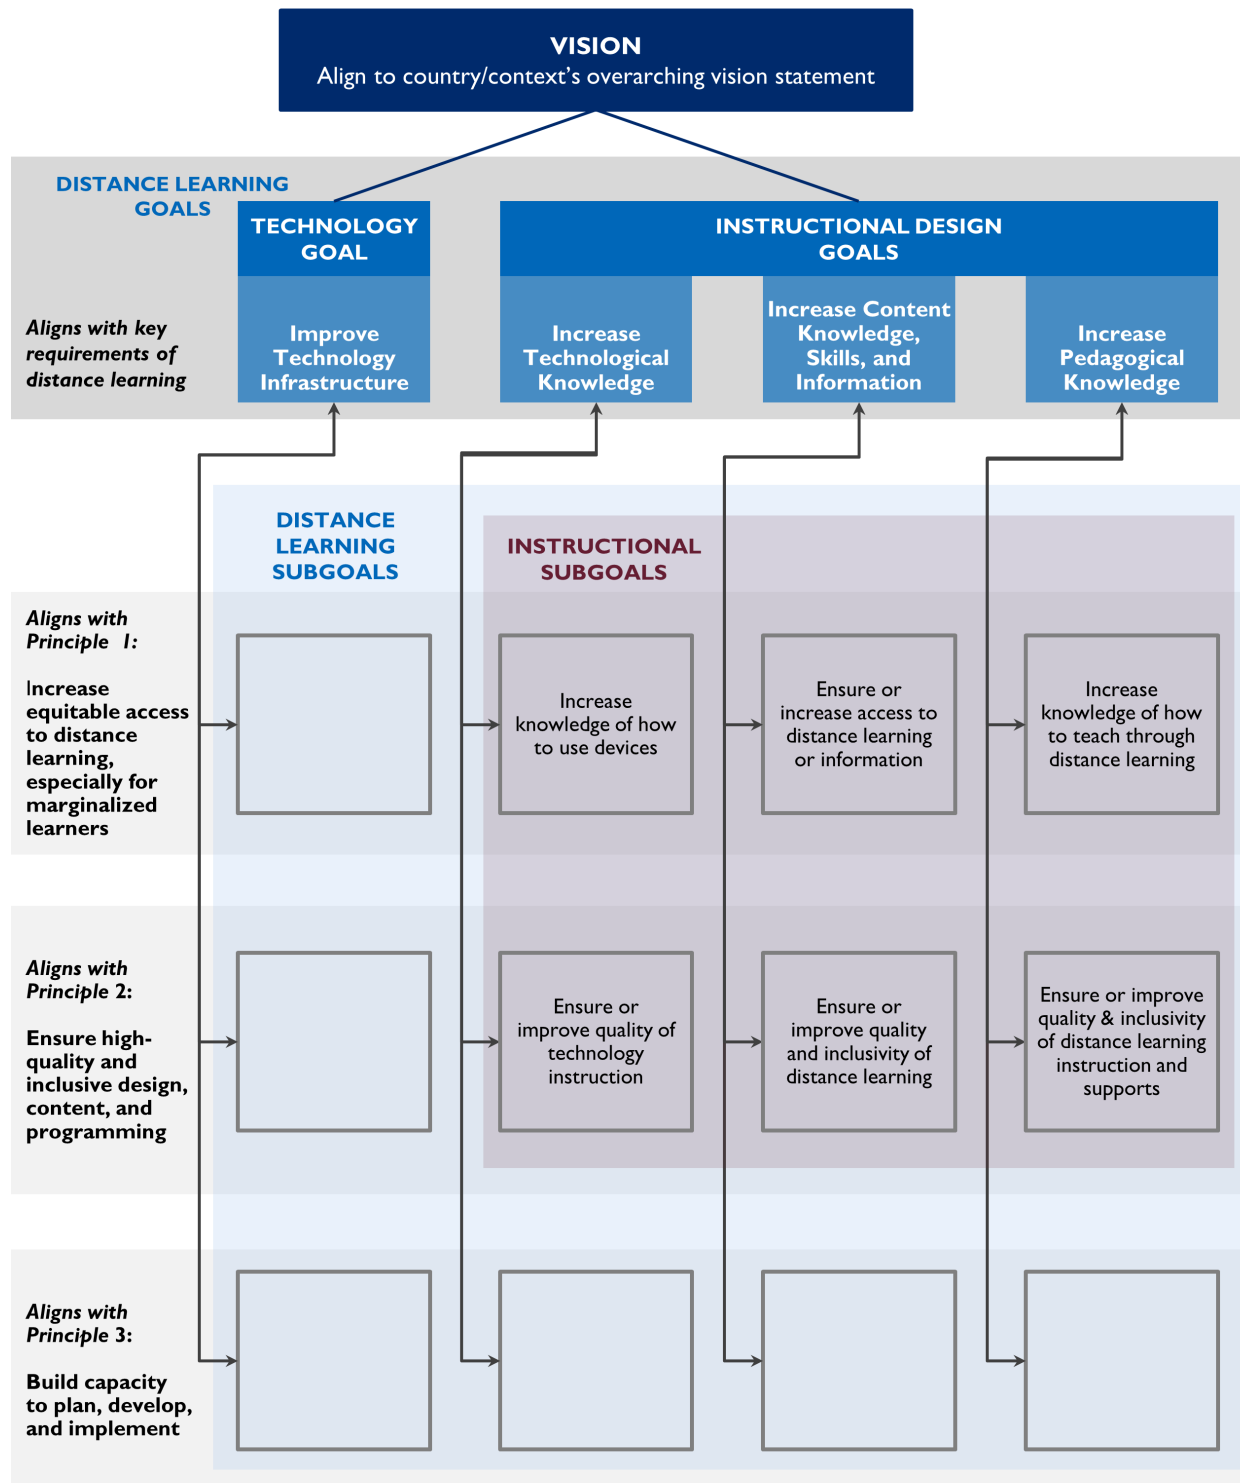 VISION
Align to country/context's overarching vision statement
DISTANCE LEARNING
GOALS
TECHNOLOGY
GOAL
INSTRUCTIONAL DESIGN
GOALS
Aligns with key
requirements of
distance learning
Improve
Technology
Infrastructure
Increase
Technological
Knowledge
Increase Content
Knowledge,
Skills, and
Information
Increase
Pedagogical
Knowledge
DISTANCE
LEARNING
SUBGOALS
INSTRUCTIONAL
SUBGOALS
Aligns with
Principle 1:
Increase
equitable access
to distance
learning,
especially for
marginalized
learners
Increase
knowledge of how
to use devices
Ensure or
increase access to
distance learning
or information
Increase
knowledge of how
to teach through
distance learning
Aligns with
Principle 2:
Ensure high-
quality and
inclusive design,
content, and
programming
Ensure or
improve quality of
technology
instruction
Ensure or
improve quality
and inclusivity of
distance learning
Ensure or improve
quality & inclusivity
of distance learning
instruction and
supports
Aligns with
Principle 3:
Build capacity
to plan, develop,
and implement